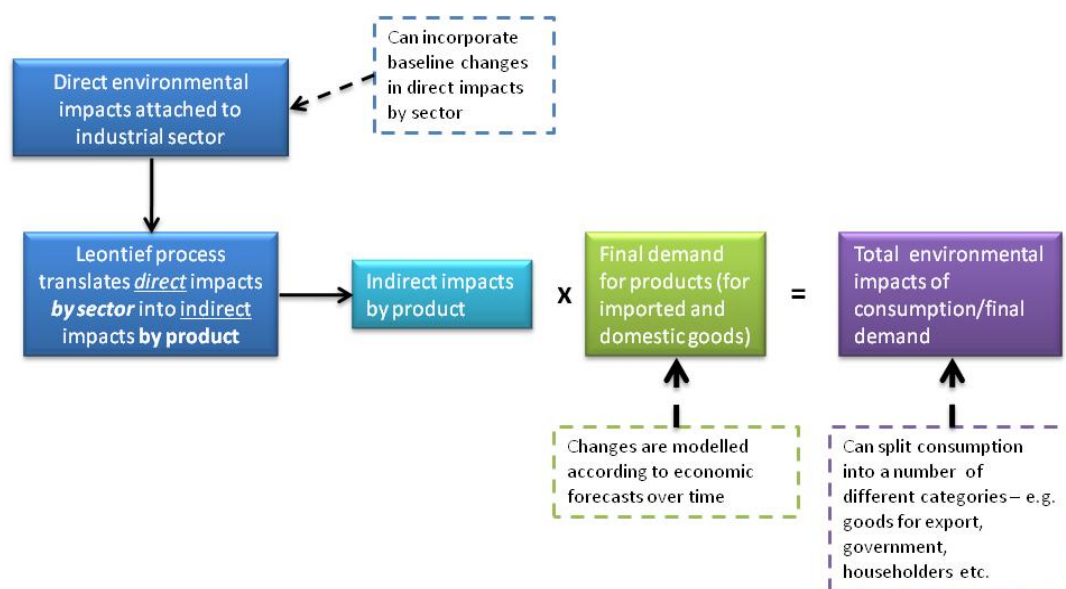 Can incorporate
baseline changes
in direct impacts
by sector
Direct environmental
impacts attached to
industrial sector
Leontief process
translates direct impacts
by sector into indirect
impacts by product
Indirect impacts
by product
x
Final demand
for products (for
imported and
domestic goods)
=
Total environmental
impacts of
consumption/final
demand
Changes are modelled
according to economic
forecasts over time
Can split consumption
into a number of
different categories – e.g.
goods for export,
government,
householders etc.